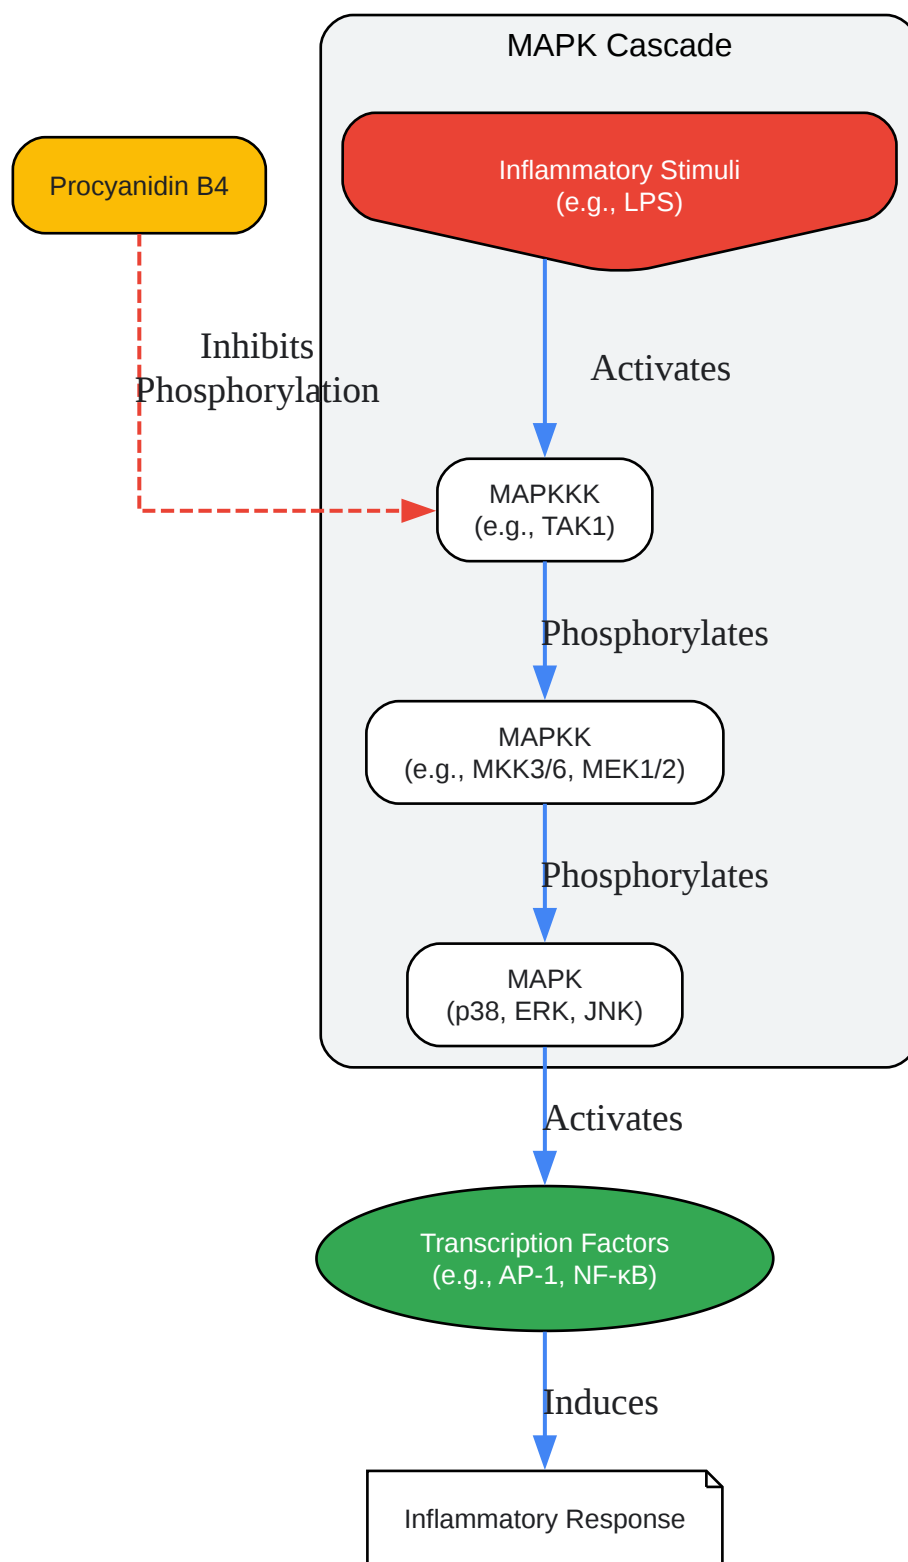 MAPK Cascade
Procyanidin B4
Inflammatory Stimuli
(e.g., LPS)
Inhibits
Phosphorylation
Activates
MAPKKK
(e.g., TAK1)
Phosphorylates
MAPKK
(e.g., MKK3/6, MEK1/2)
Phosphorylates
MAPK
(p38, ERK, JNK)
Activates
Transcription Factors
(e.g., AP-1, NF-κB)
Induces
Inflammatory Response